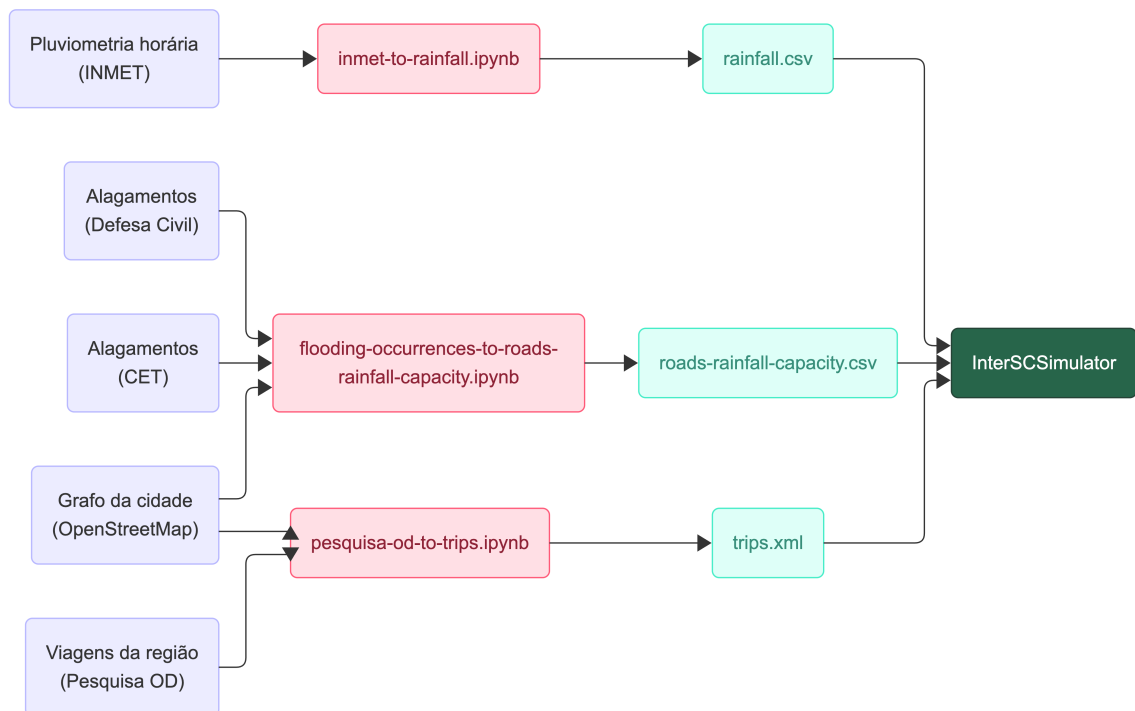 Pluviometria horária
(INMET)
inmet-to-rainfall.ipynb
rainfall.csv
Alagamentos
(Defesa Civil)
Alagamentos
(CET)
flooding-occurrences-to-roads-
rainfall-capacity.ipynb
roads-rainfall-capacity.csv
InterSCSimulator
Grafo da cidade
(OpenStreetMap)
pesquisa-od-to-trips.ipynb
trips.xml
Viagens da região
(Pesquisa OD)